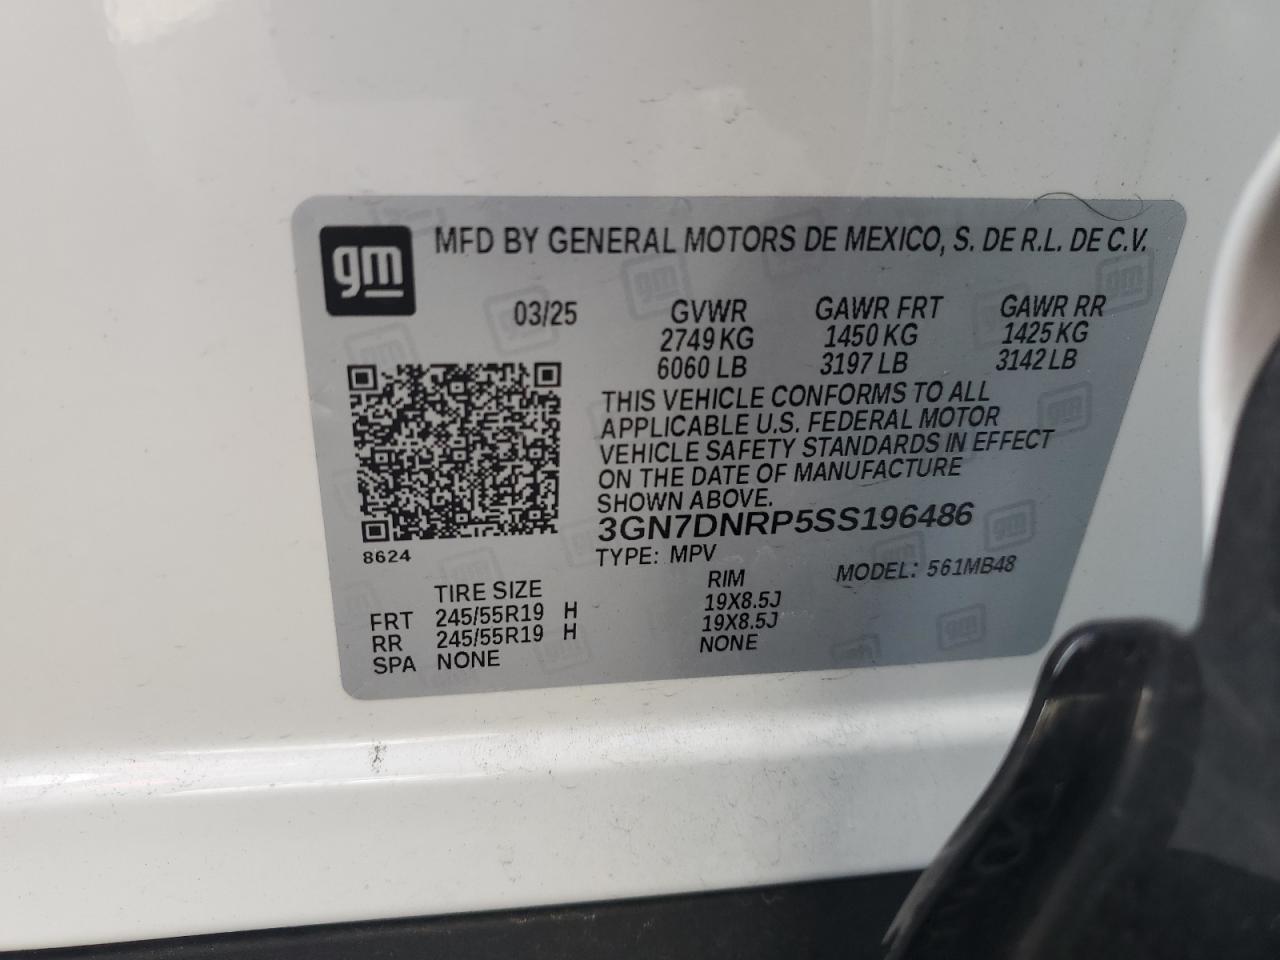 gm
MFD BY GENERAL MOTORS DE MEXICO, S. DE R.L. DE C.V.
03/25 GVWR GAWR FRT GAWR RR
2749 KG 1450 KG 1425 KG
6060 LB 3197 LB 3142 LB
THIS VEHICLE CONFORMS TO ALL
APPLICABLE U.S. FEDERAL MOTOR
VEHICLE SAFETY STANDARDS IN EFFECT
ON THE DATE OF MANUFACTURE
SHOWN ABOVE.
3GN7DNRP5SS196486
8624
TYPE: MPV MODEL: 561MB48
TIRE SIZE RIM
FRT 245/55R19 H 19X8.5J
RR 245/55R19 H 19X8.5J
SPA NONE NONE